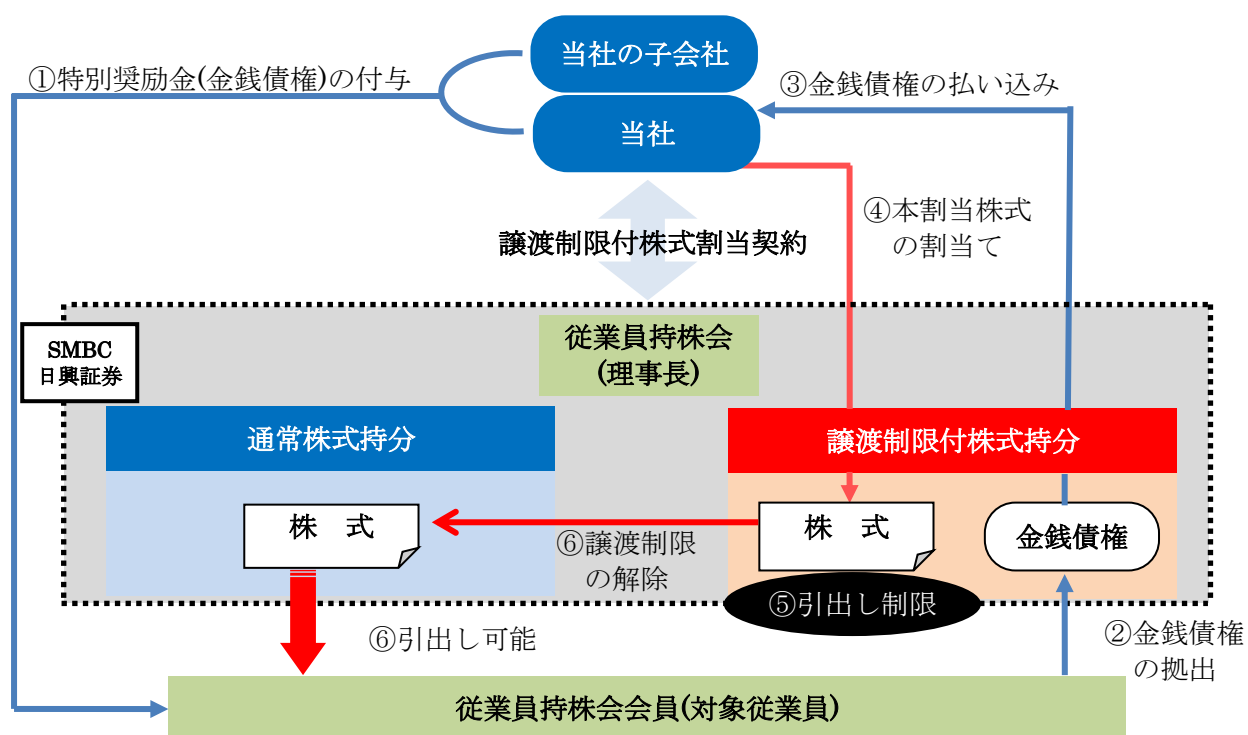 当社の子会社
①特別奨励金(金銭債権)の付与
③金銭債権の払い込み
当社
④本割当株式
の割当て
譲渡制限付株式割当契約
従業員持株会
(理事長)
SMBC
日興証券
通常株式持分
譲渡制限付株式持分
株　式
株　式
金銭債権
⑥譲渡制限
の解除
⑤引出し制限
⑥引出し可能
②金銭債権
の拠出
従業員持株会会員(対象従業員)